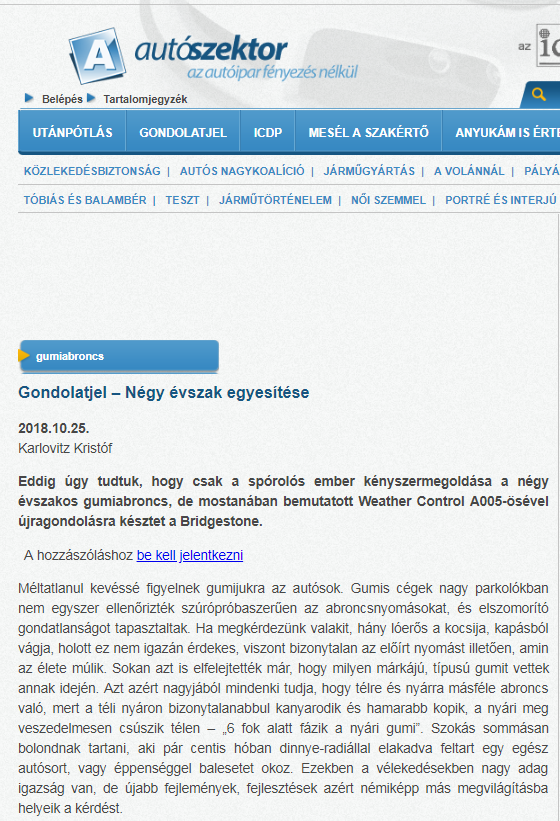 A autószektor
az autóipar fényezés nélkül
az
Belépés Tartalomjegyzék
UTÁNPÓTLÁS GONDOLATJEL ICDP MESÉL A SZAKÉRTŐ ANYUKÁM IS ÉRTE
KÖZLEKEDÉSBIZTONSÁG | AUTÓS NAGYKOALÍCIÓ | JÁRMŰGYÁRTÁS | A VOLÁNNÁL | PÁLYÁ
TÓBIÁS ÉS BALAMBÉR | TESZT | JÁRMŰTÖRTÉNELEM | NŐI SZEMMEL | PORTRÉ ÉS INTERJÚ
gumiabroncs
Gondolatjel – Négy évszak egyesítése
2018.10.25.
Karlovitz Kristóf
Eddig úgy tudtuk, hogy csak a spórolós ember kényszermegoldása a négy
évszakos gumiabroncs, de mostanában bemutatott Weather Control A005-ösével
újragondolásra késztet a Bridgestone.
A hozzászóláshoz be kell jelentkezni
Méltatlanul kevéssé figyelnek gumijukra az autósok. Gumis cégek nagy parkolókban
nem egyszer ellenőrizték szúrópróbaszerűen az abroncsnyomásokat, és elszomorító
gondatlanságot tapasztaltak. Ha megkérdezünk valakit, hány lóerős a kocsija, kapásból
vágja, holott ez nem igazán érdekes, viszont bizonytalan az előírt nyomást illetően, amin
az élete múlik. Sokan azt is elfelejtették már, hogy milyen márkájú, típusú gumit vettek
annak idején. Azt azért nagyjából mindenki tudja, hogy télre és nyárra másféle abroncs
való, mert a téli nyáron bizonytalanabbul kanyarodik és hamarabb kopik, a nyári meg
veszedelmesen csúszik télen – „6 fok alatt fázik a nyári gumi”. Szokás sommásan
bolondnak tartani, aki pár centis hóban dinnye-radiállal elakadva feltart egy egész
autósort, vagy éppenséggel balesetet okoz. Ezekben a vélekedésekben nagy adag
igazság van, de újabb fejlemények, fejlesztések azért némiképp más megvilágításba
helyeik a kérdést.